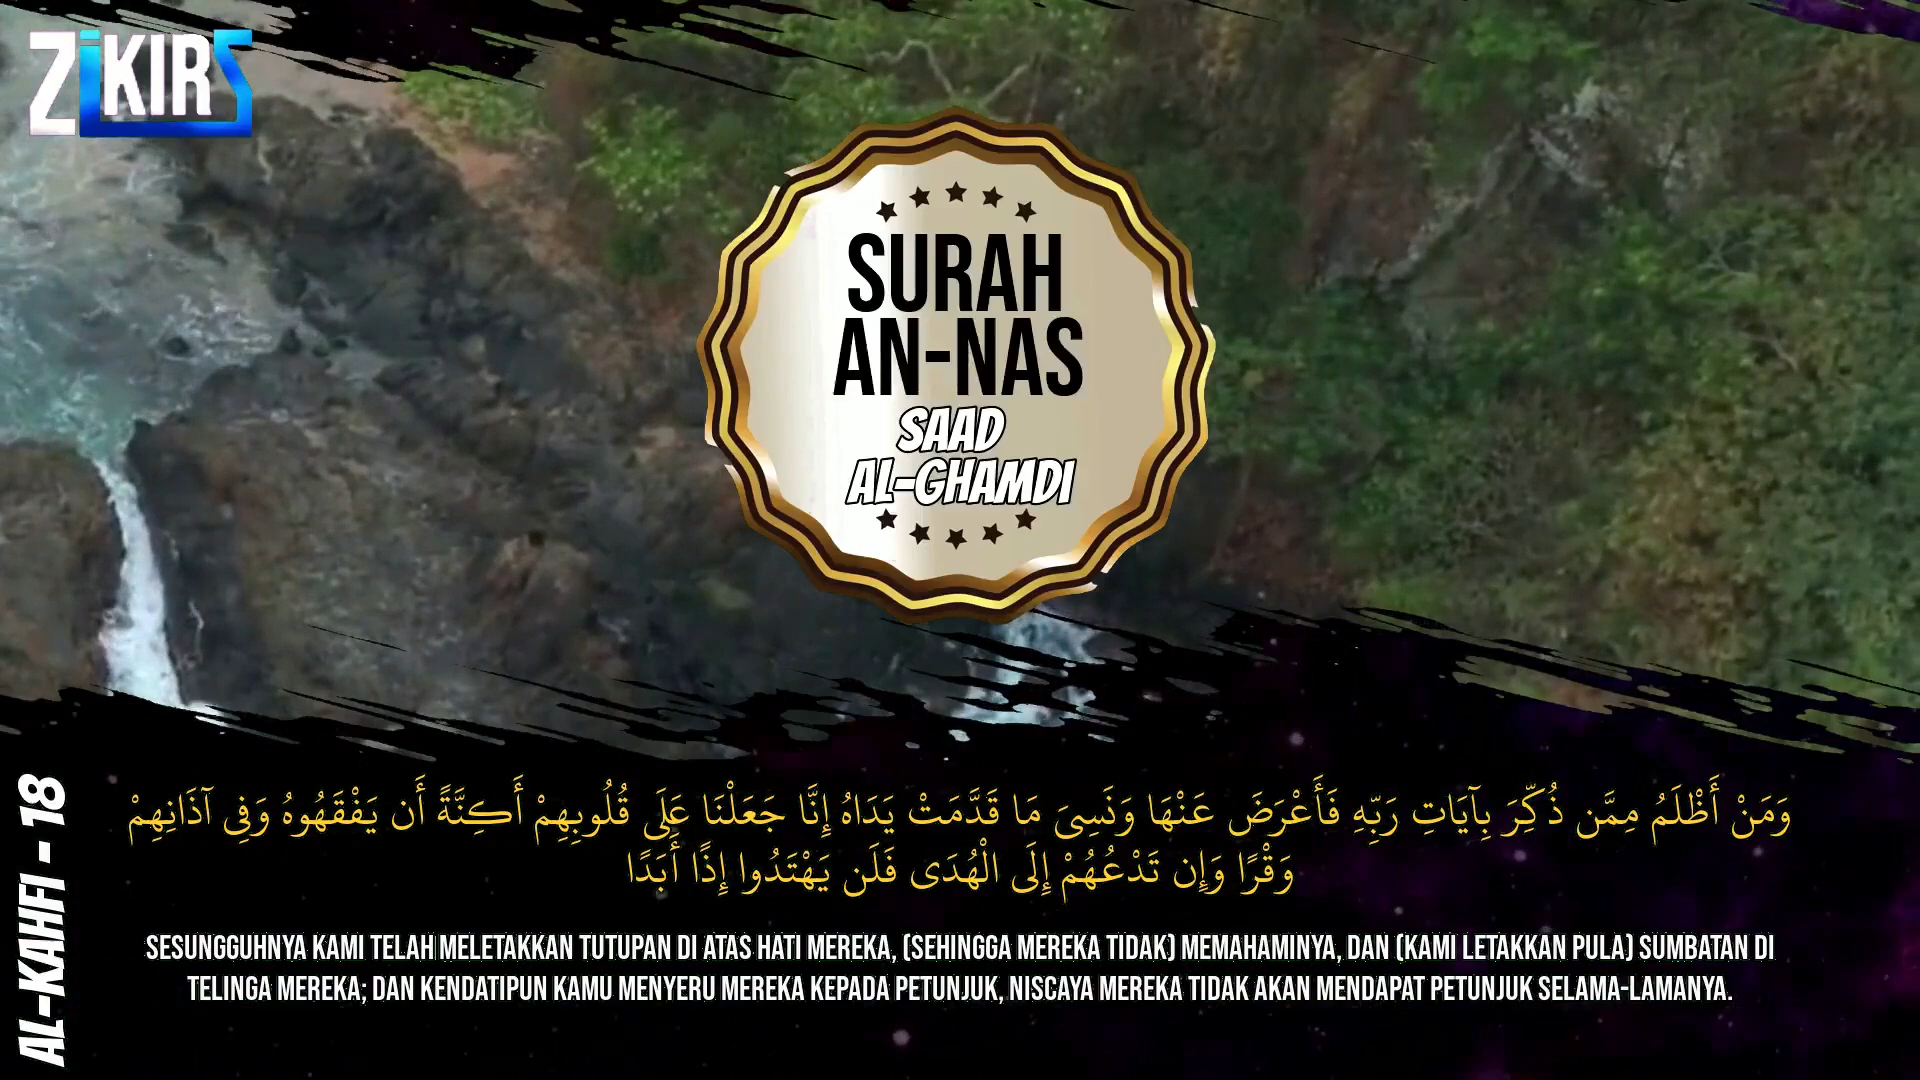 ZiKIRS
SURAH
AN-NAS
SAAD
AL-GHAMDI
AL-KAHFI - 18
وَمَنْ أَظْلَمُ مِمَّن ذُكِّرَ بِآيَاتِ رَبِّهِ فَأَعْرَضَ عَنْهَا وَنَسِىَ مَا قَدَّمَتْ يَدَاهُ إِنَّا جَعَلْنَا عَلَى قُلُوبِهِمْ أَكِنَّةً أَن يَفْقَهُوهُ وَفِى آذَانِهِمْ
وَقْرًا وَإِن تَدْعُهُمْ إِلَى الْهُدَى فَلَن يَهْتَدُوا إِذًا أَبَدًا
SESUNGGUHNYA KAMI TELAH MELETAKKAN TUTUPAN DI ATAS HATI MEREKA, (SEHINGGA MEREKA TIDAK) MEMAHAMINYA, DAN (KAMI LETAKKAN PULA) SUMBATAN DI
TELINGA MEREKA; DAN KENDATIPUN KAMU MENYERU MEREKA KEPADA PETUNJUK, NISCAYA MEREKA TIDAK AKAN MENDAPAT PETUNJUK SELAMA-LAMANYA.